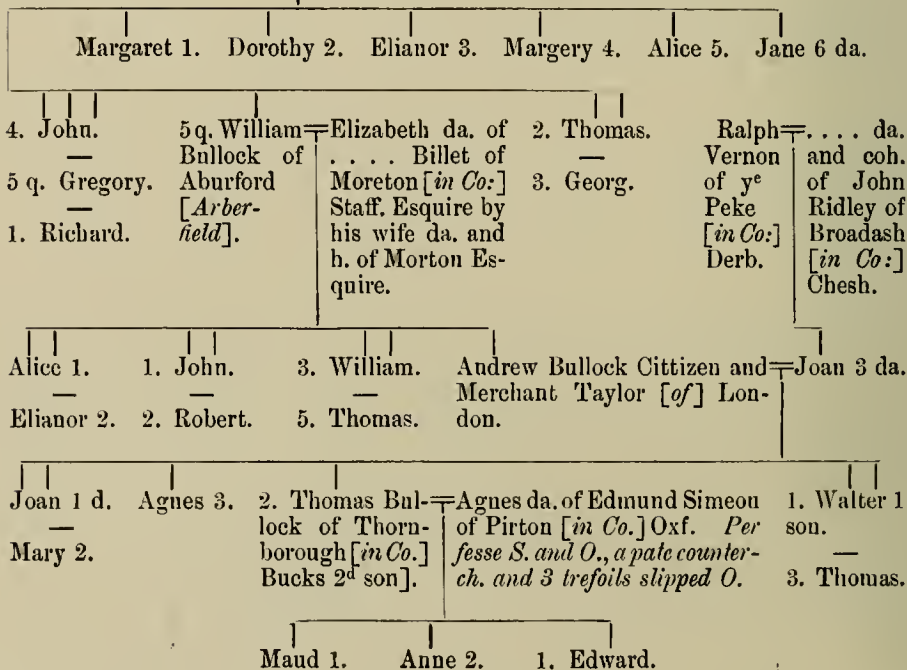 Margaret 1. Dorothy 2. Elianor 3. Margery 4. Alice 5. Jane 6 da.
4. John.
—
5 q. Gregory.
—
1. Richard.
5 q. William
Bullock of
Aburford
[Arber-
field].
Elizabeth da. of
. . . . Billet of
Moreton [in Co:]
Staff. Esquire by
his wife da. and
h. of Morton Es-
quire.
2. Thomas.
—
3. Georg.
Ralph
Vernon
of yᵉ
Peke
[in Co:]
Derb.
. . . . da.
and coh.
of John
Ridley of
Broadash
[in Co:]
Chesh.
Alice 1.
—
Elianor 2.
1. John.
—
2. Robert.
3. William.
—
5. Thomas.
Andrew Bullock Cittizen and
Merchant Taylor [of] Lon-
don.
Joan 3 da.
Joan 1 d.
—
Mary 2.
Agnes 3.
2. Thomas Bul-
lock of Thorn-
borough [in Co.]
Bucks 2ᵈ son].
Agnes da. of Edmund Simeon
of Pirton [in Co.] Oxf. Per
fesse S. and O., a pale counter-
ch. and 3 trefoils slipped O.
1. Walter 1
son.
—
3. Thomas.
Maud 1. Anne 2. 1. Edward.